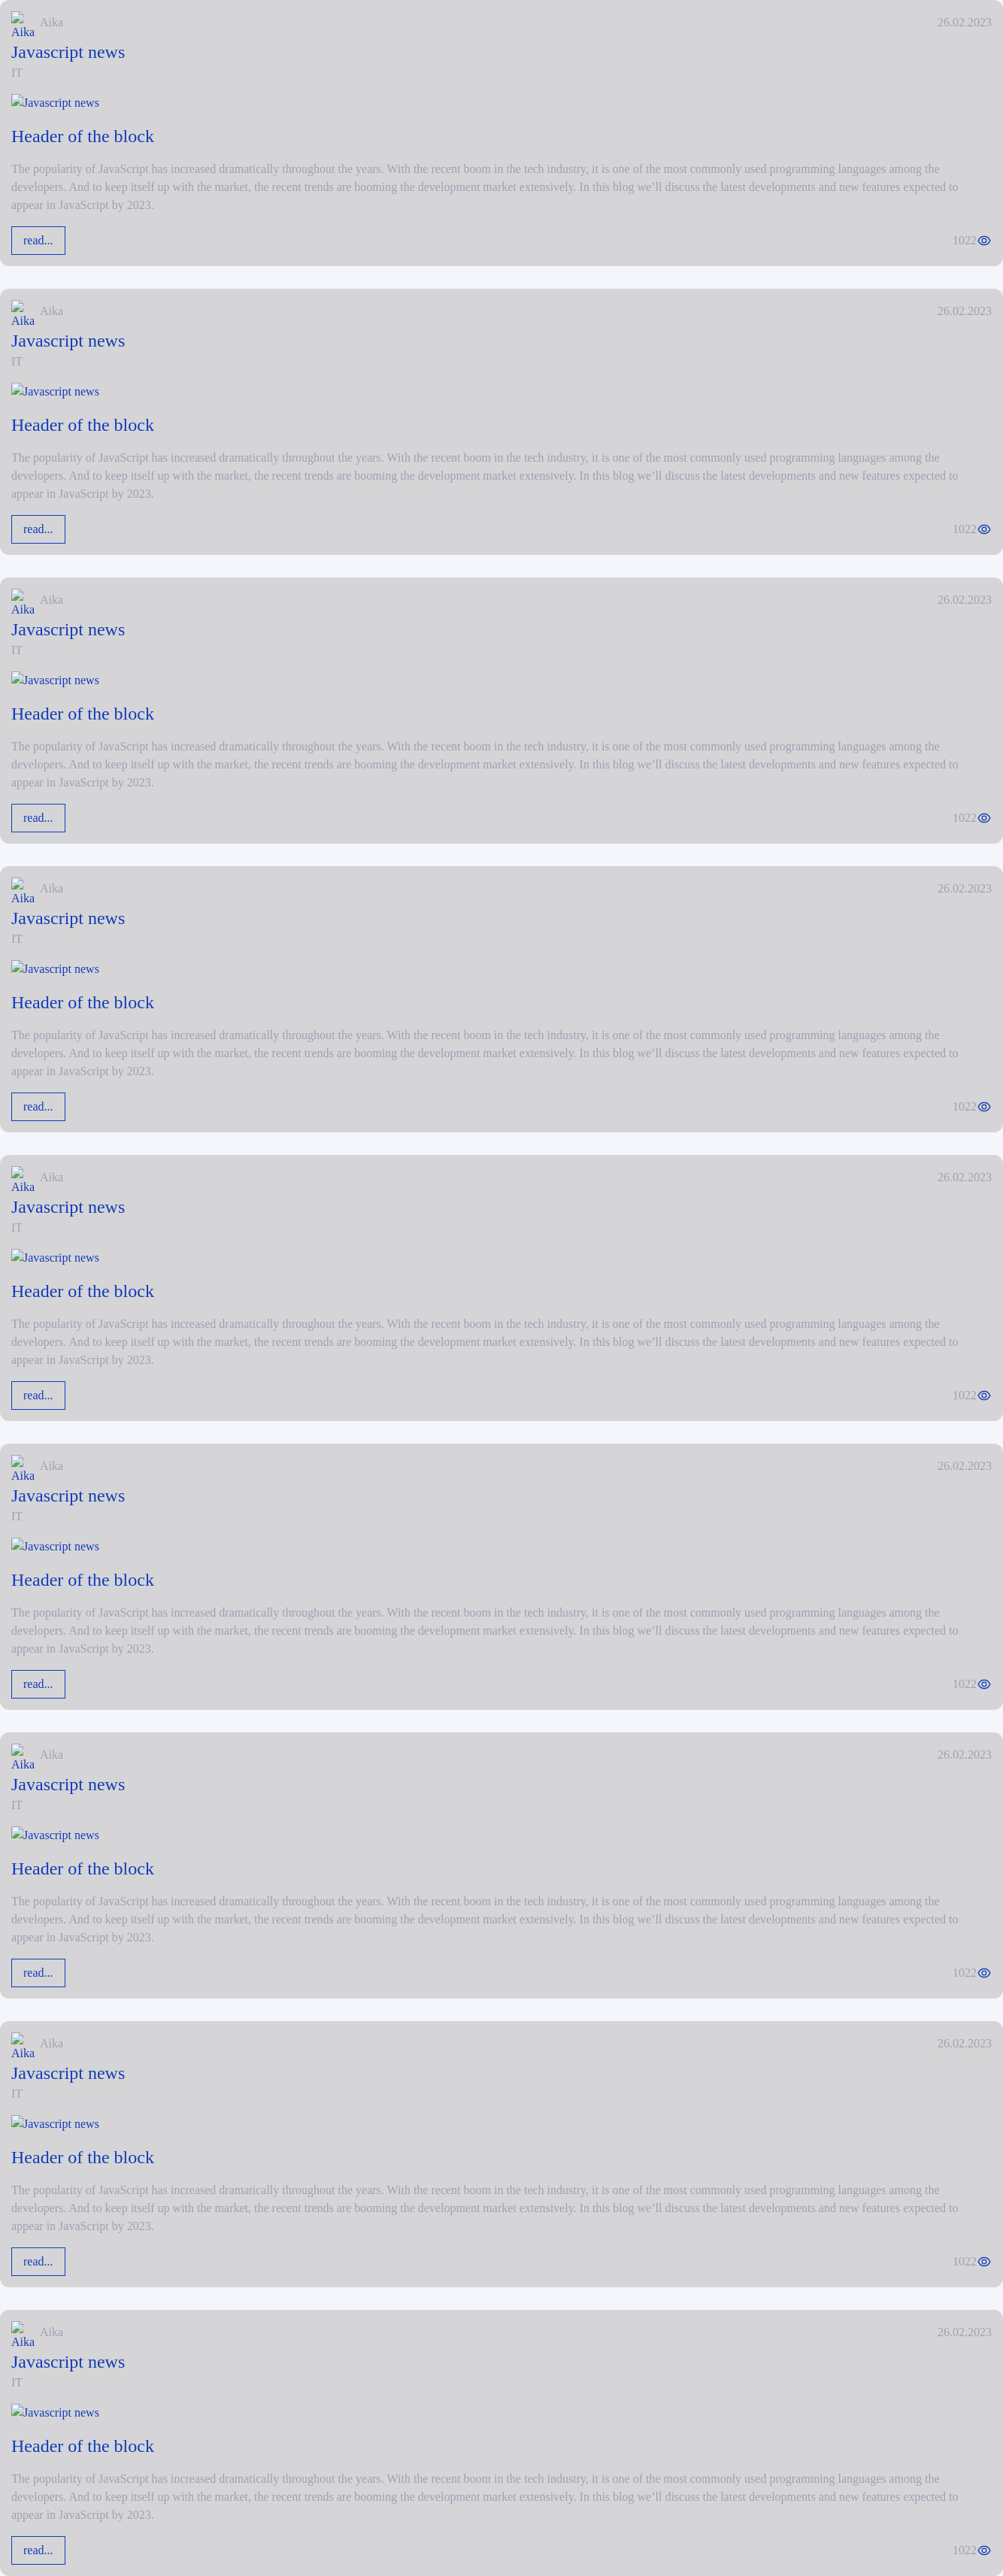 Aika Aika 26.02.2023
Javascript news
IT
Javascript news
Header of the block
The popularity of JavaScript has increased dramatically throughout the years. With the recent boom in the tech industry, it is one of the most commonly used programming languages among the
developers. And to keep itself up with the market, the recent trends are booming the development market extensively. In this blog we’ll discuss the latest developments and new features expected to
appear in JavaScript by 2023.
read... 1022
Aika Aika 26.02.2023
Javascript news
IT
Javascript news
Header of the block
The popularity of JavaScript has increased dramatically throughout the years. With the recent boom in the tech industry, it is one of the most commonly used programming languages among the
developers. And to keep itself up with the market, the recent trends are booming the development market extensively. In this blog we’ll discuss the latest developments and new features expected to
appear in JavaScript by 2023.
read... 1022
Aika Aika 26.02.2023
Javascript news
IT
Javascript news
Header of the block
The popularity of JavaScript has increased dramatically throughout the years. With the recent boom in the tech industry, it is one of the most commonly used programming languages among the
developers. And to keep itself up with the market, the recent trends are booming the development market extensively. In this blog we’ll discuss the latest developments and new features expected to
appear in JavaScript by 2023.
read... 1022
Aika Aika 26.02.2023
Javascript news
IT
Javascript news
Header of the block
The popularity of JavaScript has increased dramatically throughout the years. With the recent boom in the tech industry, it is one of the most commonly used programming languages among the
developers. And to keep itself up with the market, the recent trends are booming the development market extensively. In this blog we’ll discuss the latest developments and new features expected to
appear in JavaScript by 2023.
read... 1022
Aika Aika 26.02.2023
Javascript news
IT
Javascript news
Header of the block
The popularity of JavaScript has increased dramatically throughout the years. With the recent boom in the tech industry, it is one of the most commonly used programming languages among the
developers. And to keep itself up with the market, the recent trends are booming the development market extensively. In this blog we’ll discuss the latest developments and new features expected to
appear in JavaScript by 2023.
read... 1022
Aika Aika 26.02.2023
Javascript news
IT
Javascript news
Header of the block
The popularity of JavaScript has increased dramatically throughout the years. With the recent boom in the tech industry, it is one of the most commonly used programming languages among the
developers. And to keep itself up with the market, the recent trends are booming the development market extensively. In this blog we’ll discuss the latest developments and new features expected to
appear in JavaScript by 2023.
read... 1022
Aika Aika 26.02.2023
Javascript news
IT
Javascript news
Header of the block
The popularity of JavaScript has increased dramatically throughout the years. With the recent boom in the tech industry, it is one of the most commonly used programming languages among the
developers. And to keep itself up with the market, the recent trends are booming the development market extensively. In this blog we’ll discuss the latest developments and new features expected to
appear in JavaScript by 2023.
read... 1022
Aika Aika 26.02.2023
Javascript news
IT
Javascript news
Header of the block
The popularity of JavaScript has increased dramatically throughout the years. With the recent boom in the tech industry, it is one of the most commonly used programming languages among the
developers. And to keep itself up with the market, the recent trends are booming the development market extensively. In this blog we’ll discuss the latest developments and new features expected to
appear in JavaScript by 2023.
read... 1022
Aika Aika 26.02.2023
Javascript news
IT
Javascript news
Header of the block
The popularity of JavaScript has increased dramatically throughout the years. With the recent boom in the tech industry, it is one of the most commonly used programming languages among the
developers. And to keep itself up with the market, the recent trends are booming the development market extensively. In this blog we’ll discuss the latest developments and new features expected to
appear in JavaScript by 2023.
read... 1022